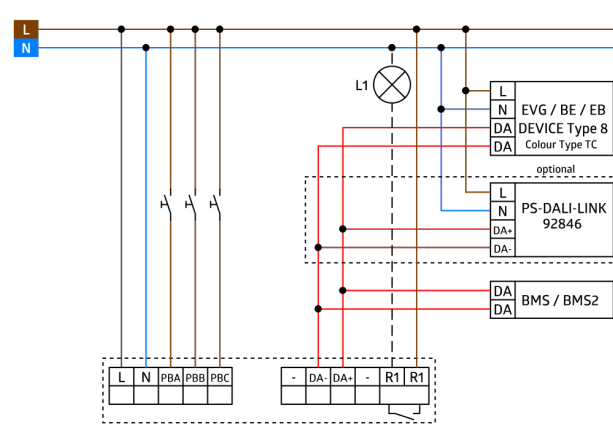 L
N
L1
L
N
DA
DA
EVG / BE / EB
DEVICE Type 8
Colour Type TC
optional
L
N
DA+
DA-
PS-DALI-LINK
92846
DA
DA
BMS / BMS2
L N PBA PBB PBC
- DA- DA+ - R1 R1